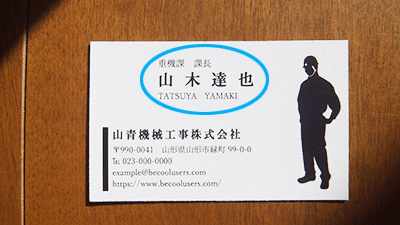 重機課 課長
山木達也
TATSUYA YAMAKI
山青機械工事株式会社
〒990-0041 山形県山形市緑町99-0-0
℡ 023-000-0000
example@becoolusers.com
https://www.becoolusers.com/